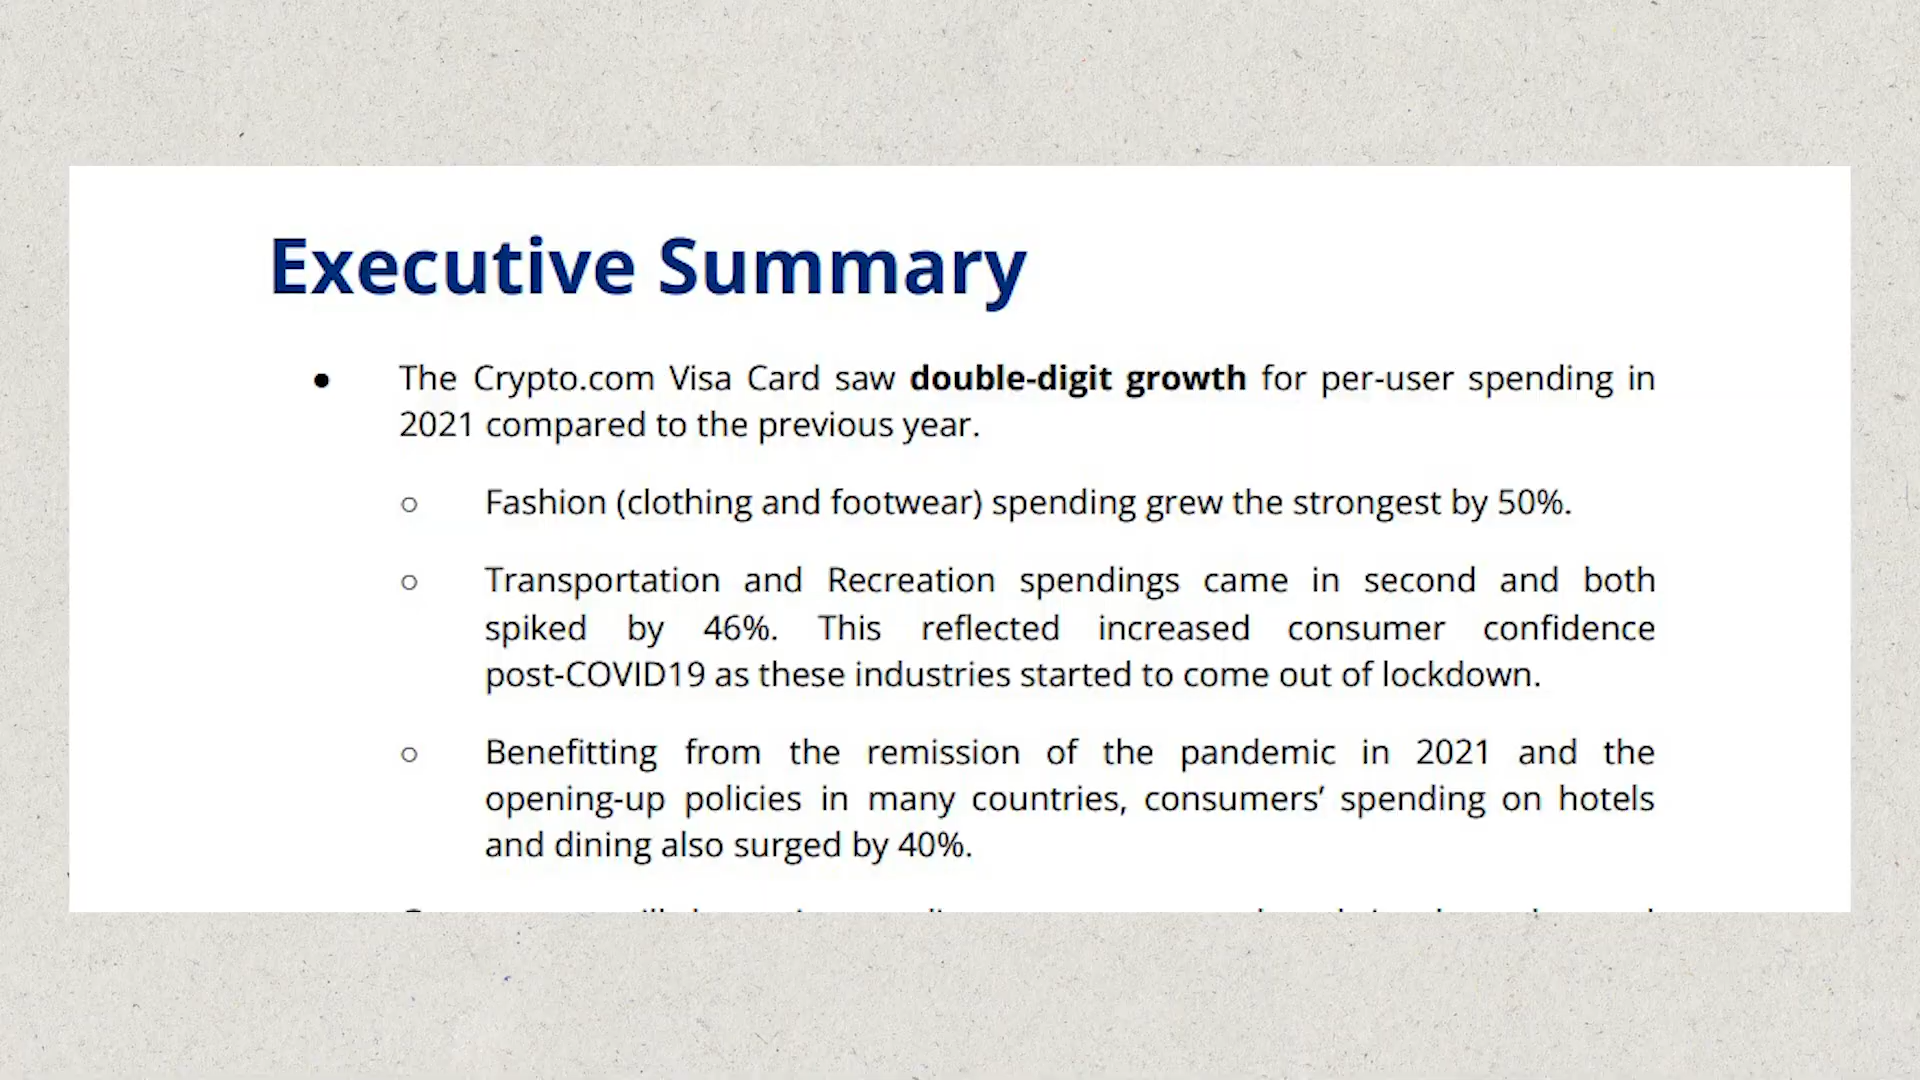 Executive Summary
● The Crypto.com Visa Card saw double-digit growth for per-user spending in
2021 compared to the previous year.
○ Fashion (clothing and footwear) spending grew the strongest by 50%.
○ Transportation and Recreation spendings came in second and both
spiked by 46%. This reflected increased consumer confidence
post-COVID19 as these industries started to come out of lockdown.
○ Benefitting from the remission of the pandemic in 2021 and the
opening-up policies in many countries, consumers’ spending on hotels
and dining also surged by 40%.